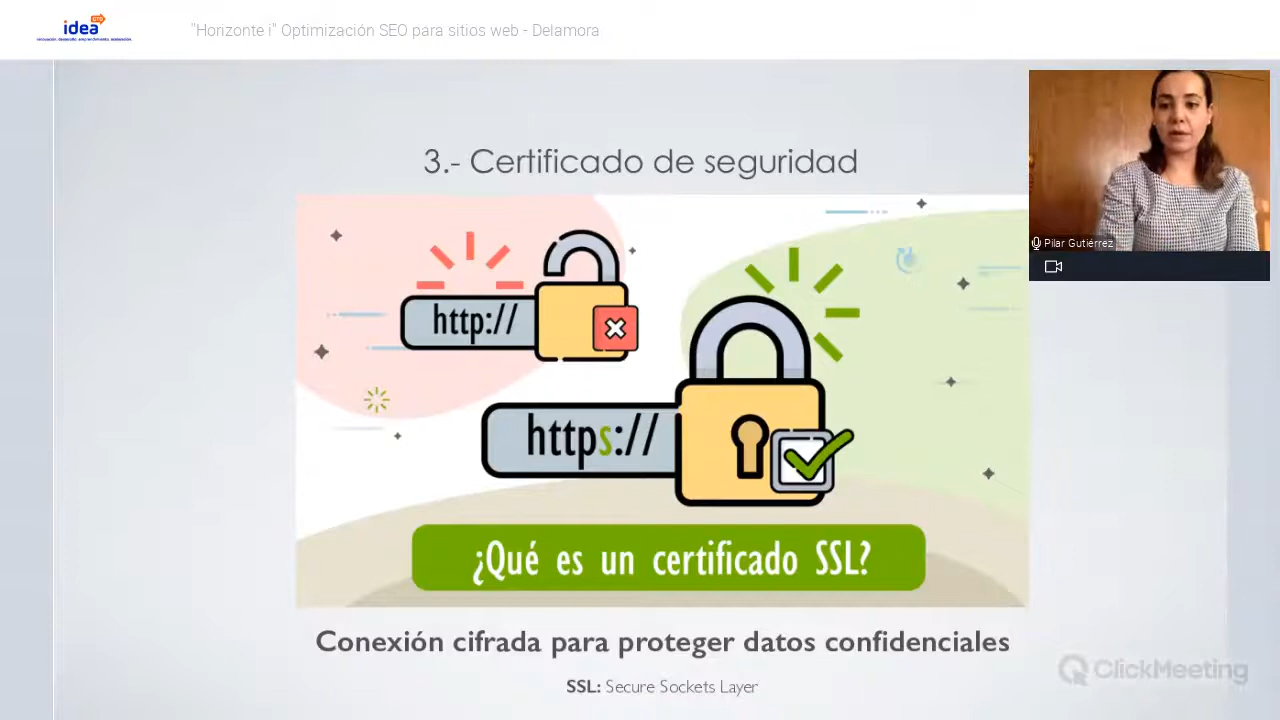 idea GTO
"Horizonte i" Optimización SEO para sitios web - Delamora
3.- Certificado de seguridad
http://
https://
¿Qué es un certificado SSL?
Conexión cifrada para proteger datos confidenciales
SSL: Secure Sockets Layer
Pilar Gutiérrez
ClickMeeting